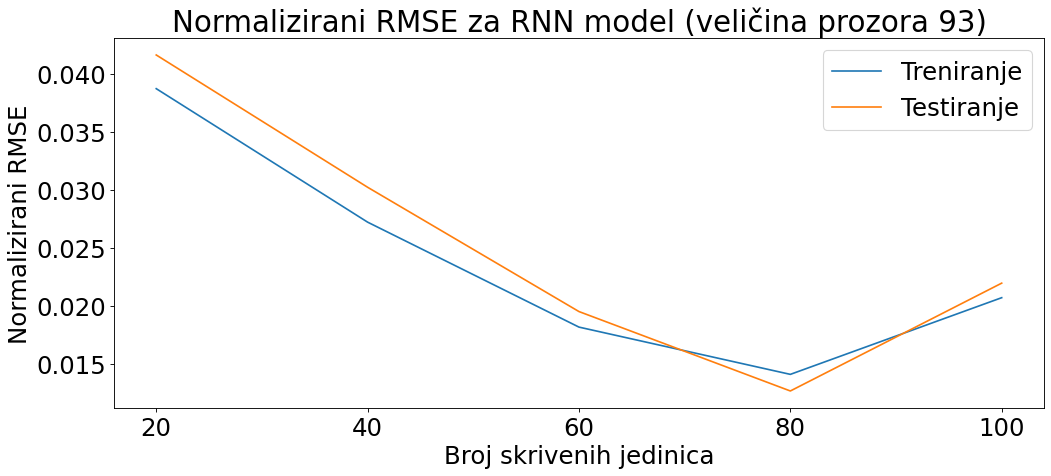 Normalizirani RMSE za RNN model (veličina prozora 93)
Treniranje
Testiranje
Normalizirani RMSE
0.040
0.035
0.030
0.025
0.020
0.015
20 40 60 80 100
Broj skrivenih jedinica